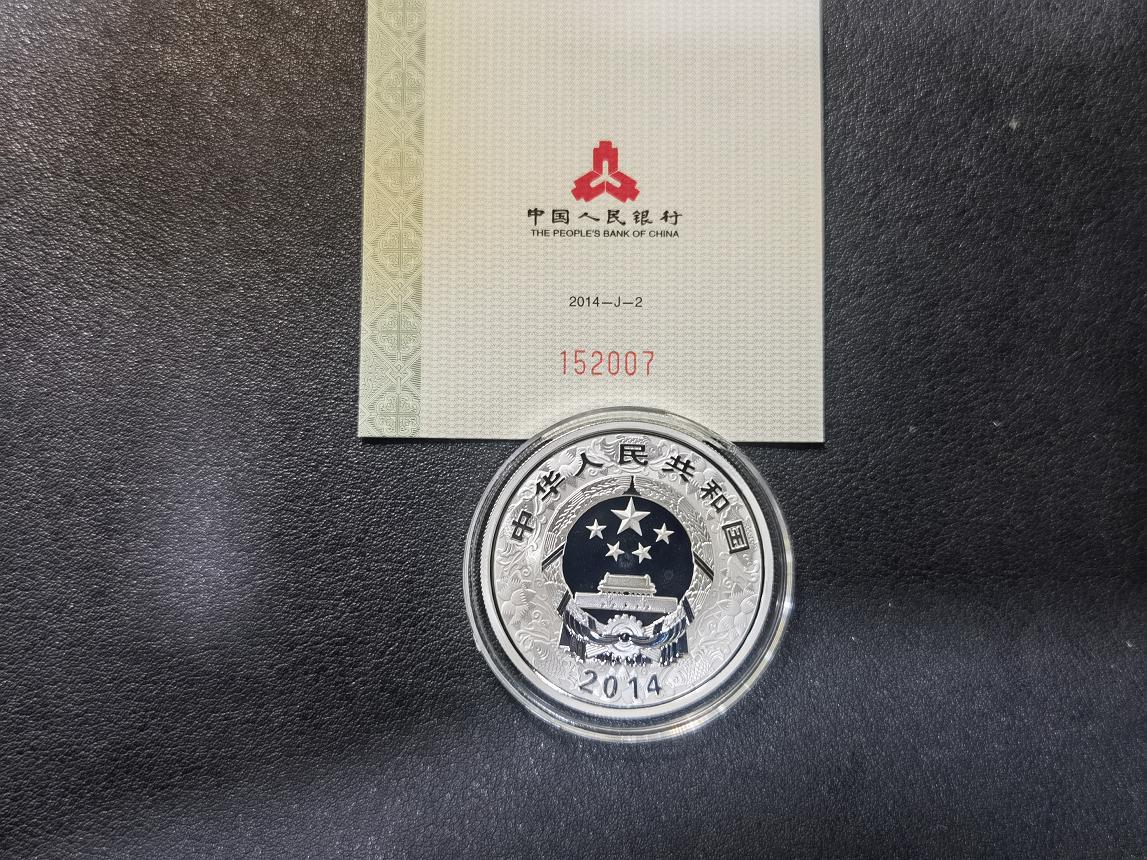 中国人民银行
THE PEOPLE'S BANK OF CHINA
2014—J—2
152007
中华人民共和国
2014